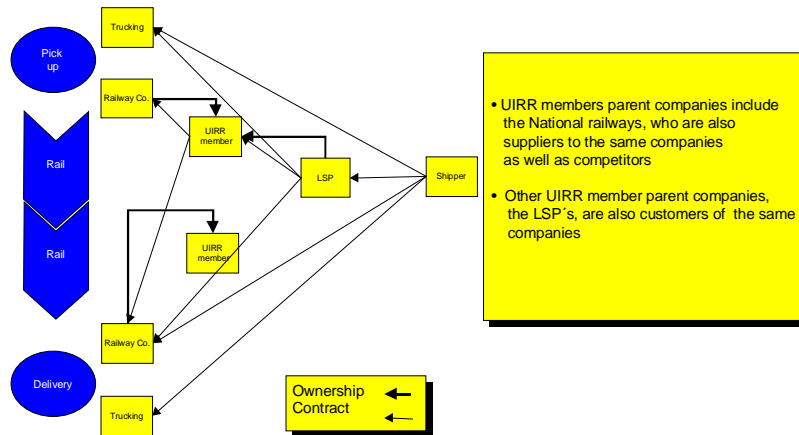 Trucking
Pick
up
Railway Co.
UIRR
member
Rail
LSP
Shipper
Rail
UIRR
member
Railway Co.
Delivery
Trucking
• UIRR members parent companies include
the National railways, who are also
suppliers to the same companies
as well as competitors
• Other UIRR member parent companies,
the LSP´s, are also customers of the same
companies
Ownership
Contract